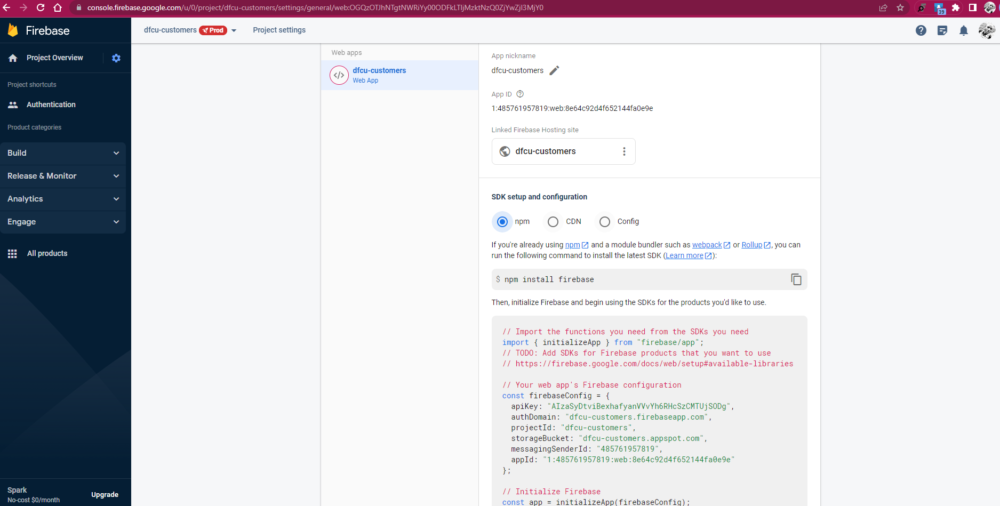 console.firebase.google.com/u/0/project/dfcu-customers/settings/general/web:OGQzOTJhNTgtNWRiYy00ODFkLTljMzktNzQ0ZjYwZjI3MjY0
39
Firebase
dfcu-customers Prod
Project settings
Project Overview
Project shortcuts
Authentication
Product categories
Build
Release & Monitor
Analytics
Engage
All products
Spark
No-cost $0/month
Upgrade
Web apps
dfcu-customers
Web App
App nickname
dfcu-customers
App ID
1:485761957819:web:8e64c92d4f652144fa0e9e
Linked Firebase Hosting site
dfcu-customers
SDK setup and configuration
npm CDN Config
If you're already using npm and a module bundler such as webpack or Rollup, you can
run the following command to install the latest SDK (Learn more):
$ npm install firebase
Then, initialize Firebase and begin using the SDKs for the products you'd like to use.
// Import the functions you need from the SDKs you need
import { initializeApp } from "firebase/app";
// TODO: Add SDKs for Firebase products that you want to use
// https://firebase.google.com/docs/web/setup#available-libraries
// Your web app's Firebase configuration
const firebaseConfig = {
apiKey: "AIzaSyDtviBexhafyanVVvYh6RHcSzCMTUjSODg",
authDomain: "dfcu-customers.firebaseapp.com",
projectId: "dfcu-customers",
storageBucket: "dfcu-customers.appspot.com",
messagingSenderId: "485761957819",
appId: "1:485761957819:web:8e64c92d4f652144fa0e9e"
};
// Initialize Firebase
const app = initializeApp(firebaseConfig);